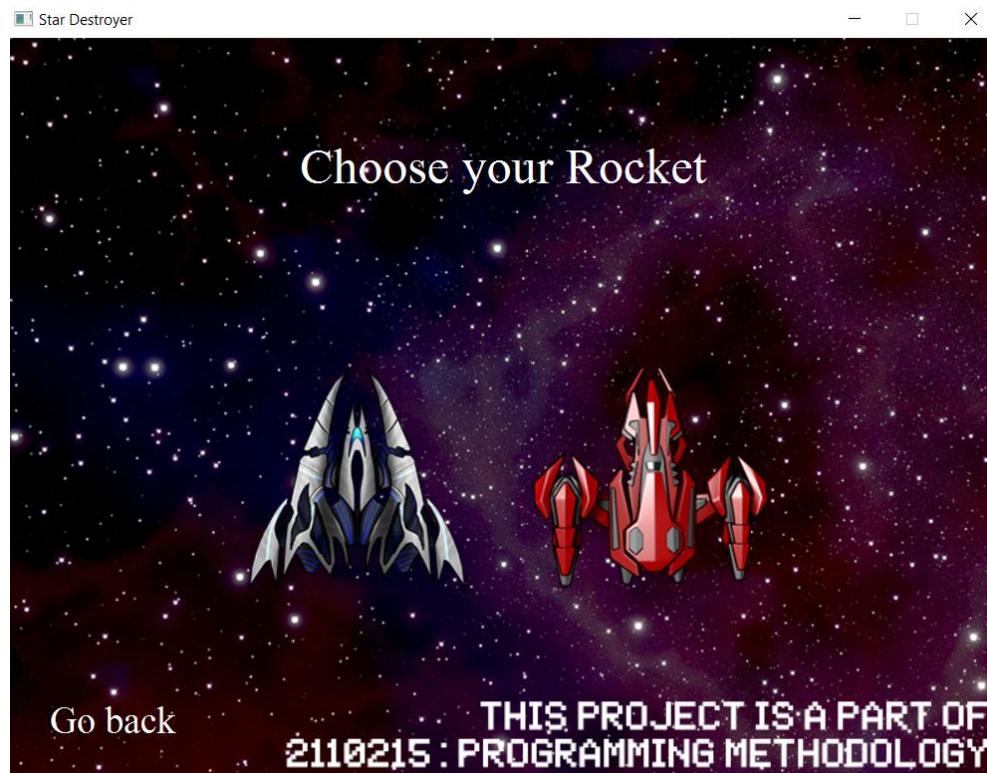 Star Destroyer
Choose your Rocket
Go back
THIS PROJECT IS A PART OF
2110215 : PROGRAMMING METHODOLOGY